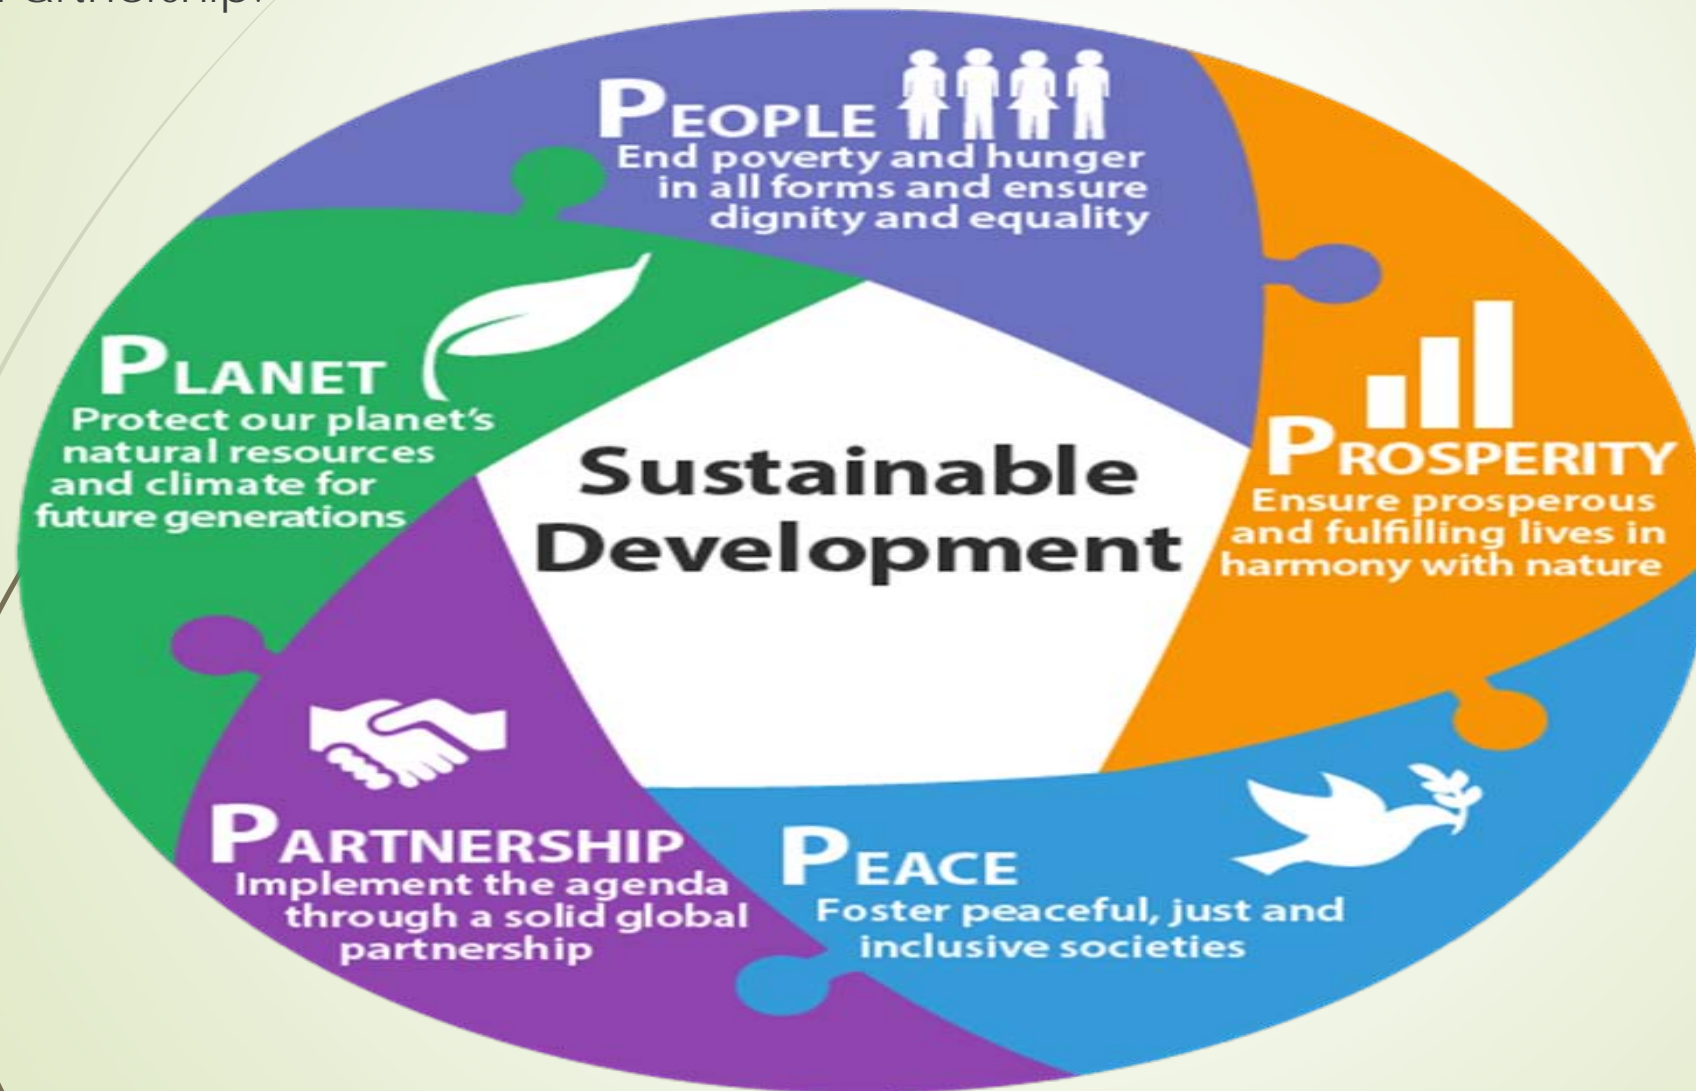 Partnership.
PEOPLE
End poverty and hunger
in all forms and ensure
dignity and equality
PROSPERITY
Ensure prosperous
and fulfilling lives in
harmony with nature
PLANET
Protect our planet's
natural resources
and climate for
future generations
Sustainable
Development
PARTNERSHIP
Implement the agenda
through a solid global
partnership
PEACE
Foster peaceful, just and
inclusive societies